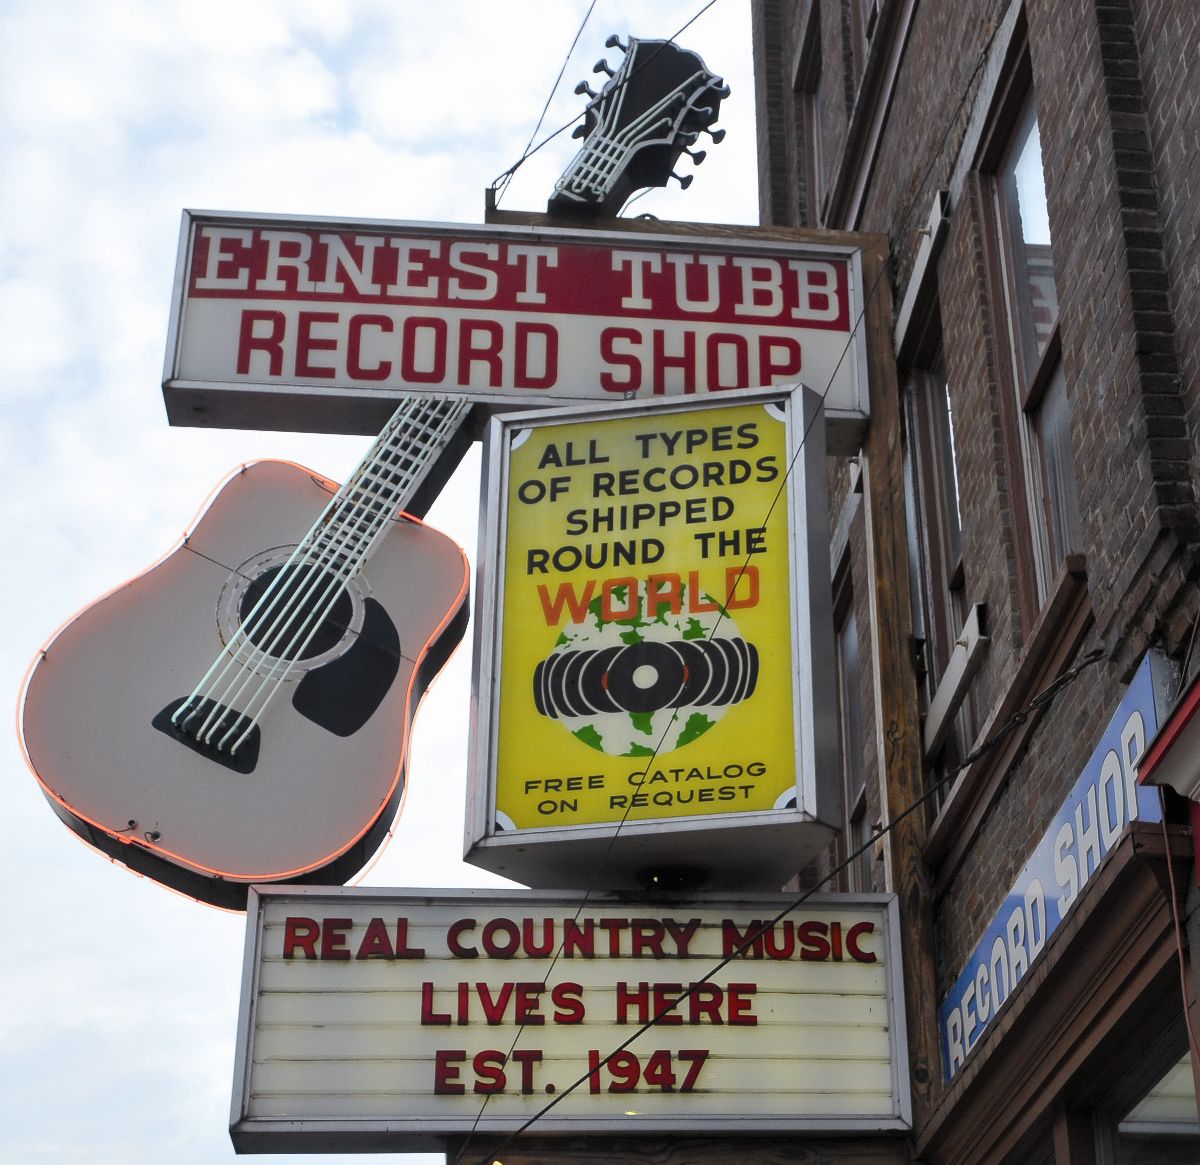 ERNEST TUBB
RECORD SHOP
ALL TYPES
OF RECORDS
SHIPPED
ROUND THE
WORLD
FREE CATALOG
ON REQUEST
REAL COUNTRY MUSIC
LIVES HERE
EST. 1947
RECORD SHOP